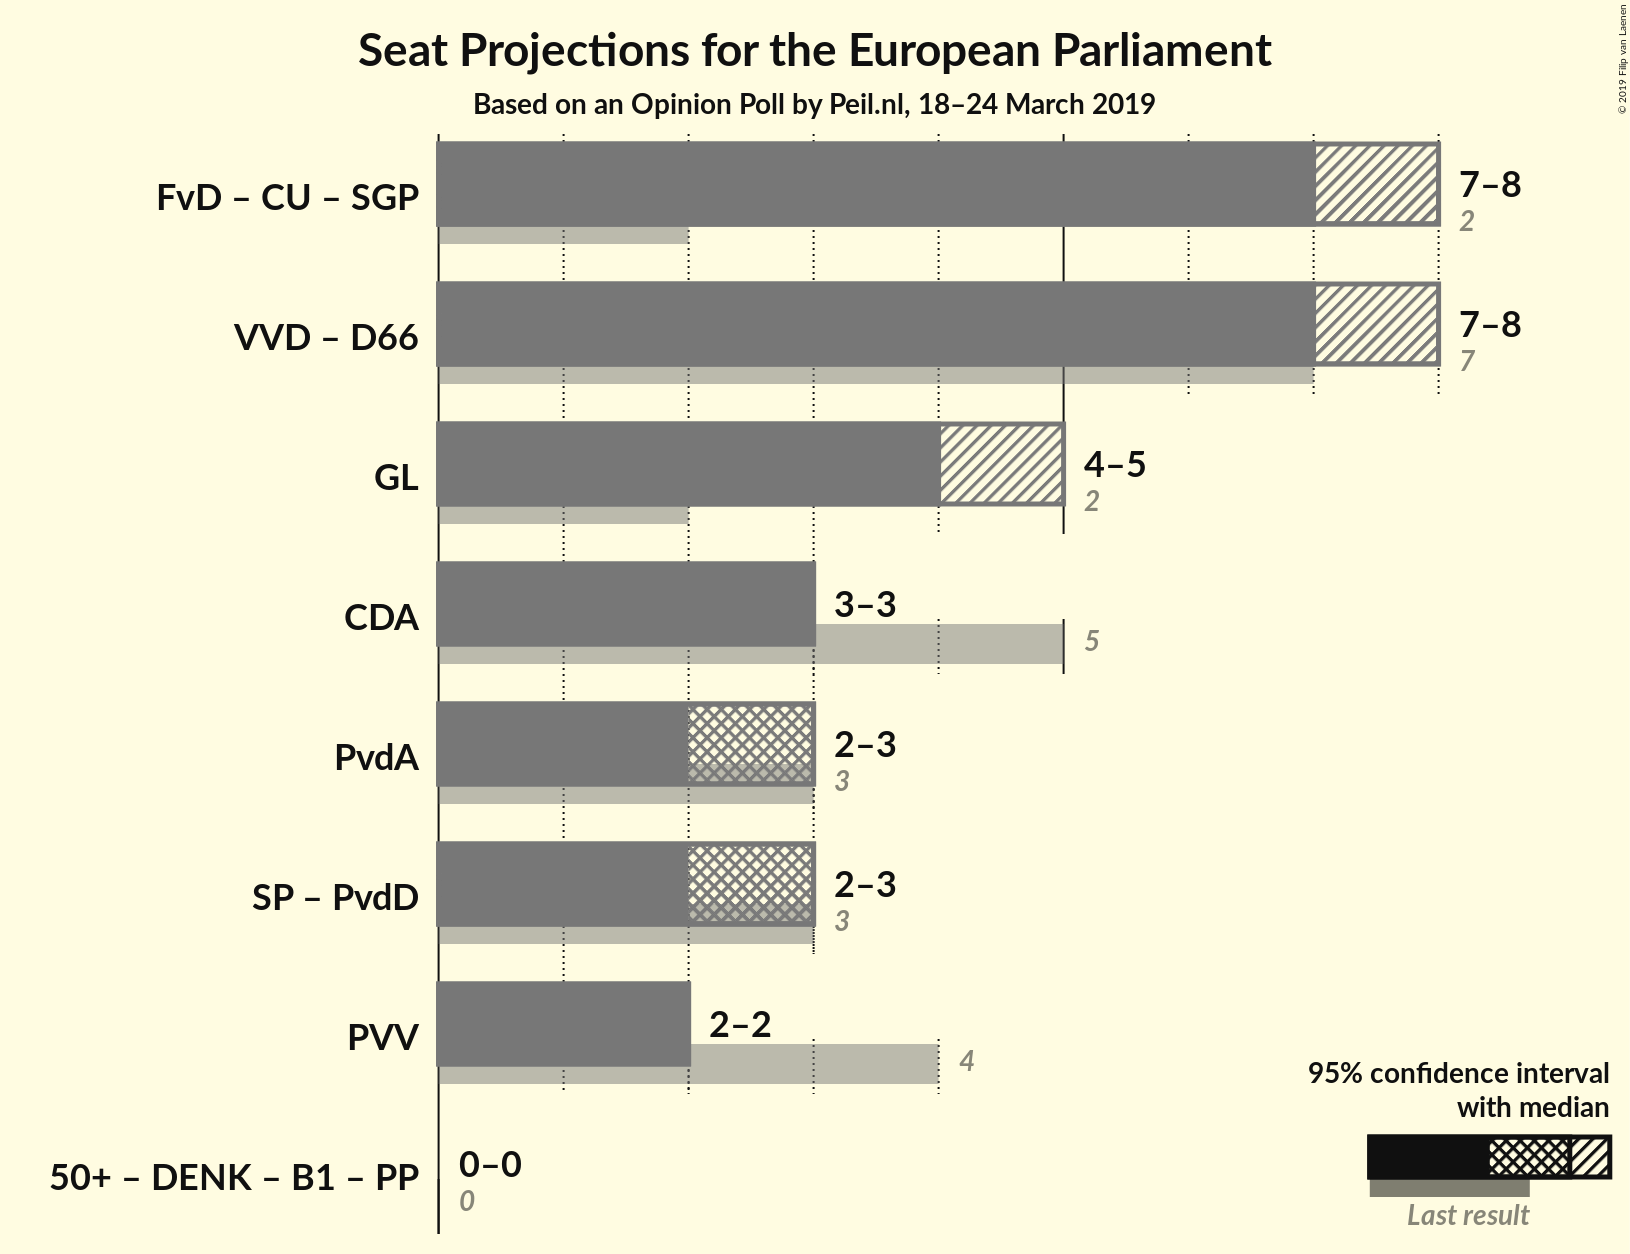 Seat Projections for the European Parliament
Based on an Opinion Poll by Peil.nl, 18–24 March 2019
© 2019 Filip van Laenen
FvD – CU – SGP
7–8
2
VVD – D66
7–8
7
GL
4–5
2
CDA
3–3
5
PvdA
2–3
3
SP – PvdD
2–3
3
PVV
2–2
4
50+ – DENK – B1 – PP
0–0
0
95% confidence interval
with median
Last result